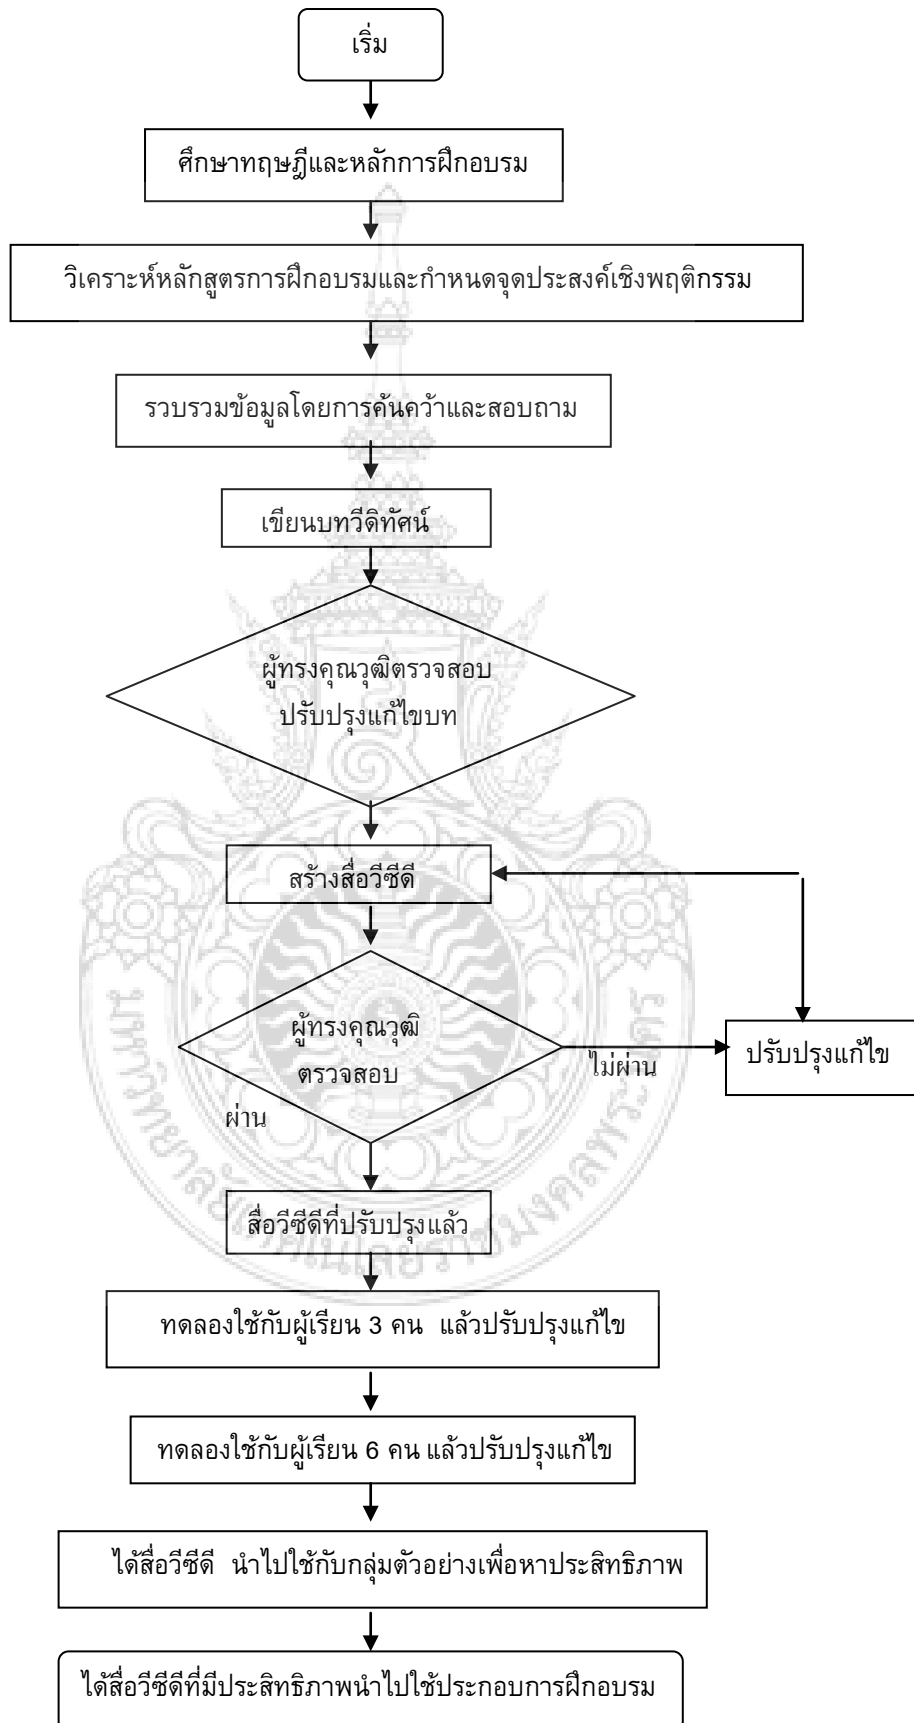 เริ่ม
ศึกษาทฤษฎีและหลักการฝึกอบรม
วิเคราะห์หลักสูตรการฝึกอบรมและกำหนดจุดประสงค์เชิงพฤติกรรม
รวบรวมข้อมูลโดยการค้นคว้าและสอบถาม
เขียนบทวีดิทัศน์
ผู้ทรงคุณวุฒิตรวจสอบ
ปรับปรุงแก้ไขบท
สร้างสื่อวีซีดี
ผู้ทรงคุณวุฒิ
ตรวจสอบ
ไม่ผ่าน
ปรับปรุงแก้ไข
ผ่าน
สื่อวีซีดีที่ปรับปรุงแล้ว
ทดลองใช้กับผู้เรียน 3 คน แล้วปรับปรุงแก้ไข
ทดลองใช้กับผู้เรียน 6 คน แล้วปรับปรุงแก้ไข
ได้สื่อวีซีดี นำไปใช้กับกลุ่มตัวอย่างเพื่อหาประสิทธิภาพ
ได้สื่อวีซีดีที่มีประสิทธิภาพนำไปใช้ประกอบการฝึกอบรม